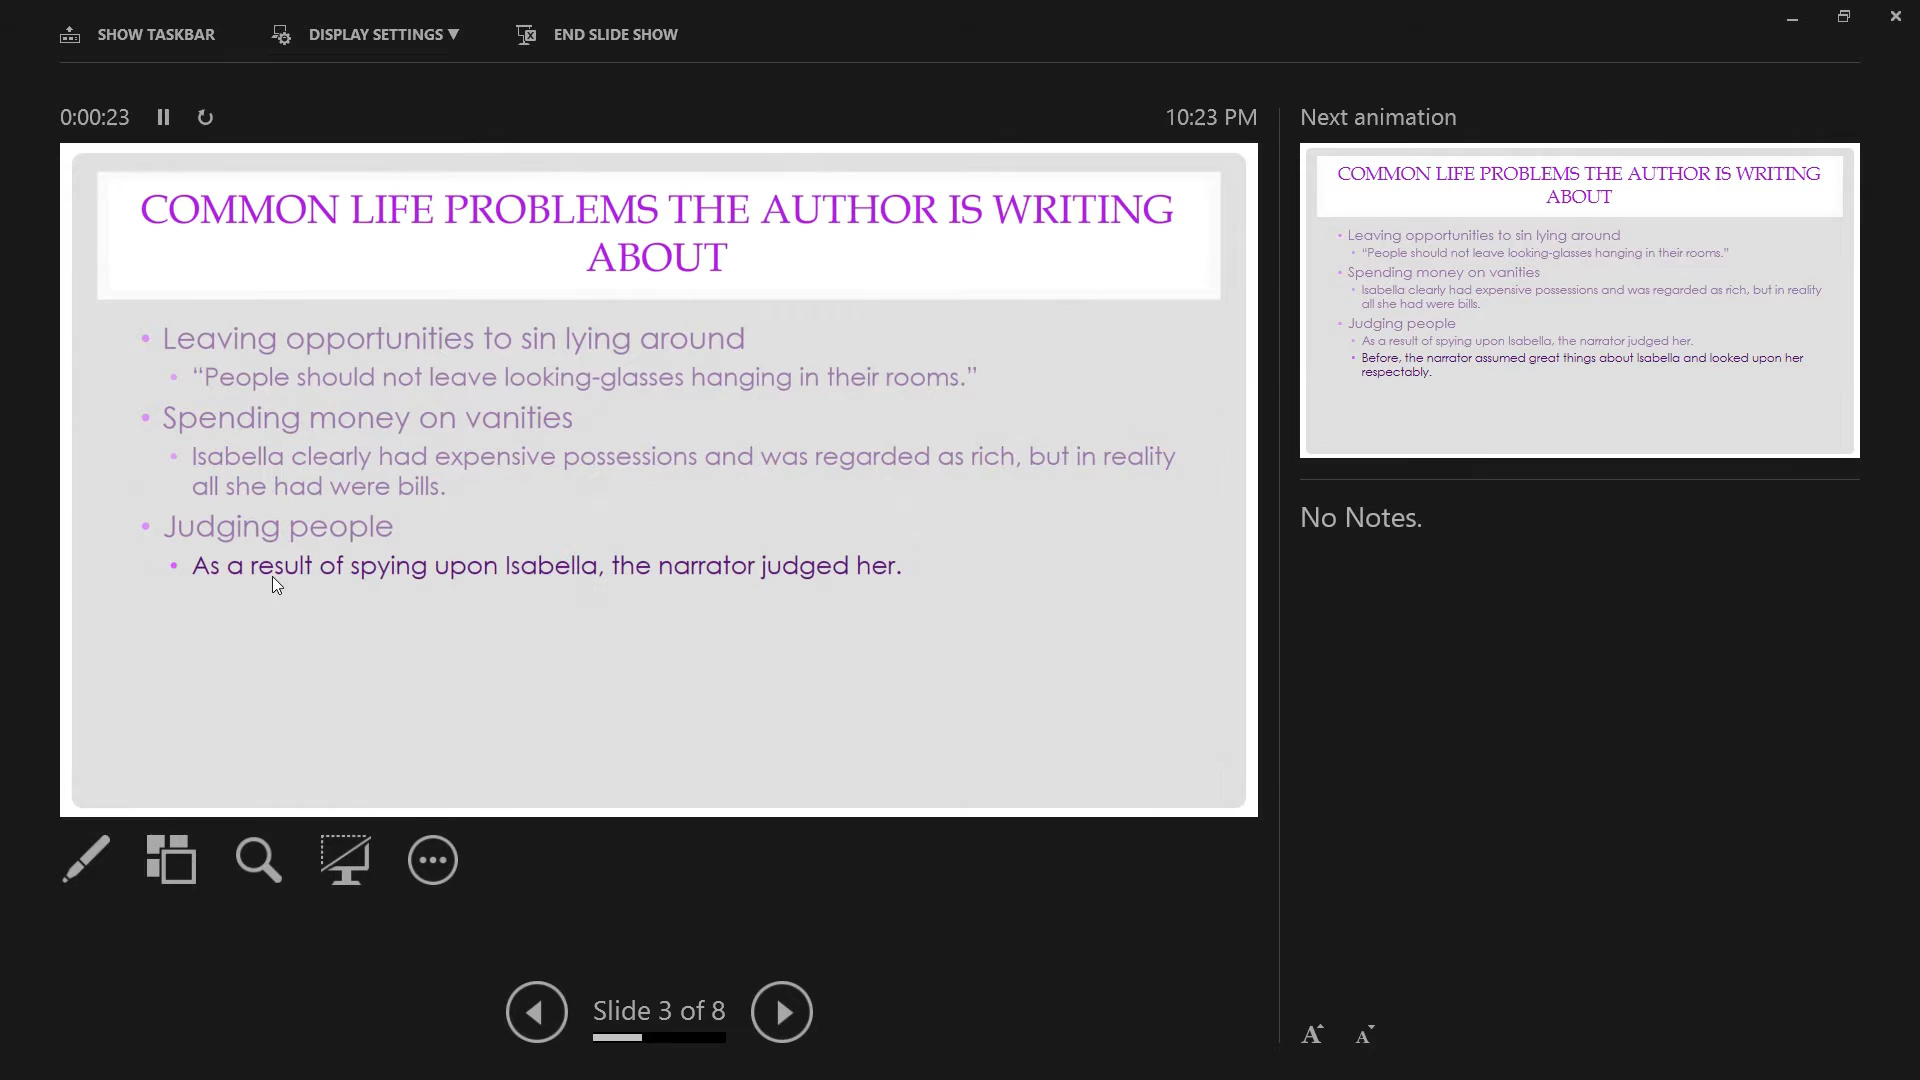 SHOW TASKBAR
DISPLAY SETTINGS ▼
END SLIDE SHOW
0:00:23
10:23 PM
COMMON LIFE PROBLEMS THE AUTHOR IS WRITING
ABOUT
• Leaving opportunities to sin lying around
• “People should not leave looking-glasses hanging in their rooms.”
• Spending money on vanities
• Isabella clearly had expensive possessions and was regarded as rich, but in reality
all she had were bills.
• Judging people
• As a result of spying upon Isabella, the narrator judged her.
Slide 3 of 8
Next animation
COMMON LIFE PROBLEMS THE AUTHOR IS WRITING
ABOUT
• Leaving opportunities to sin lying around
• “People should not leave looking-glasses hanging in their rooms.”
• Spending money on vanities
• Isabella clearly had expensive possessions and was regarded as rich, but in reality
all she had were bills.
• Judging people
• As a result of spying upon Isabella, the narrator judged her.
• Before, the narrator assumed great things about Isabella and looked upon her
respectably.
No Notes.
A A